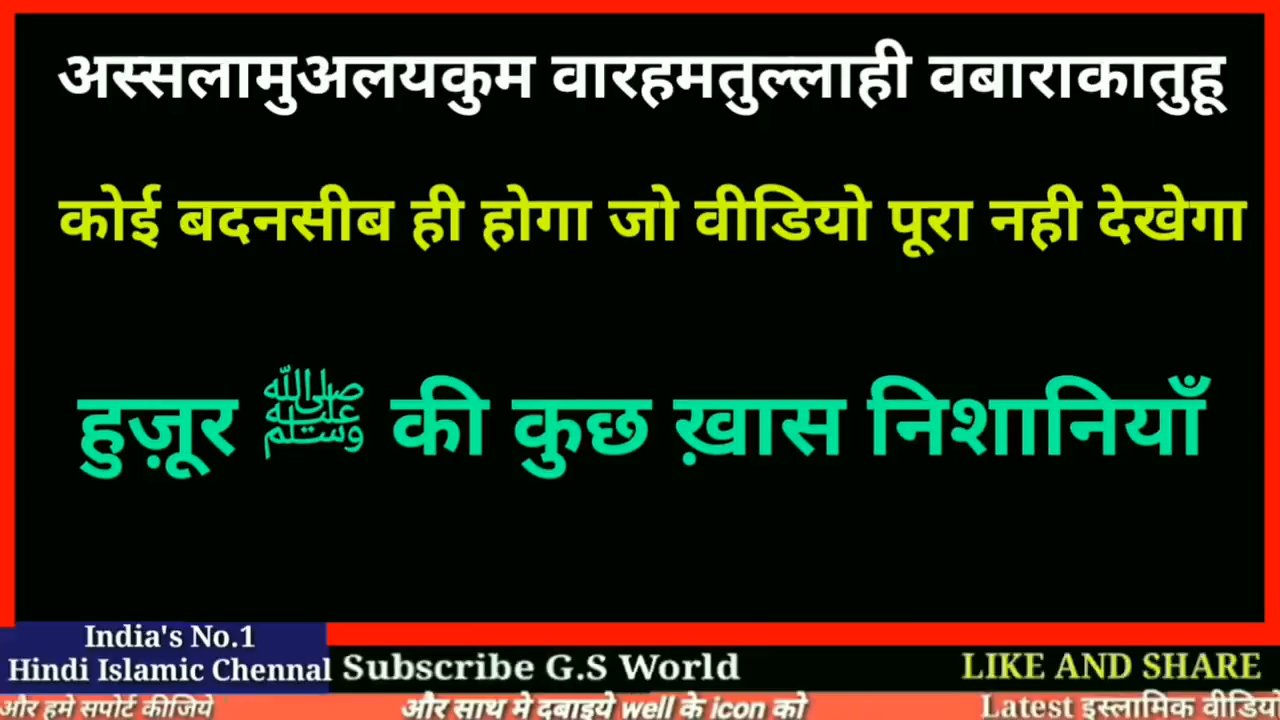 अस्सलामुअलयकुम वारहमतुल्लाही वबाराकातुहू
कोई बदनसीब ही होगा जो वीडियो पूरा नही देखेगा
हुज़ूर ﷺ की कुछ ख़ास निशानियाँ
India's No.1
Hindi Islamic Chennal Subscribe G.S World LIKE AND SHARE
और हमे सपोर्ट कीजिये और साथ मे दबाइये well के icon को Latest इस्लामिक वीडियो